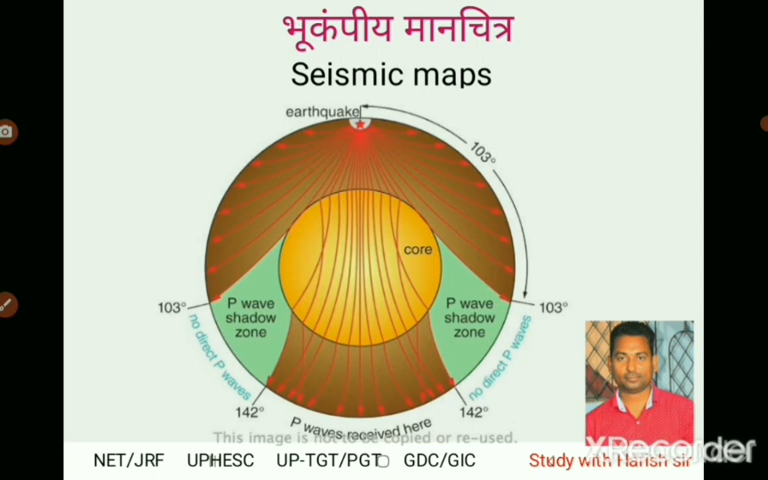 भूकंपीय मानचित्र
Seismic maps
earthquake
103°
core
103°
P wave
shadow
zone
P wave
shadow
zone
103°
no direct P waves
no direct P waves
142°
142°
P waves received here
This image is not to be copied or re-used.
NET/JRF UPHESC UP-TGT/PGT GDC/GIC Study with Harish sir
XRecorder